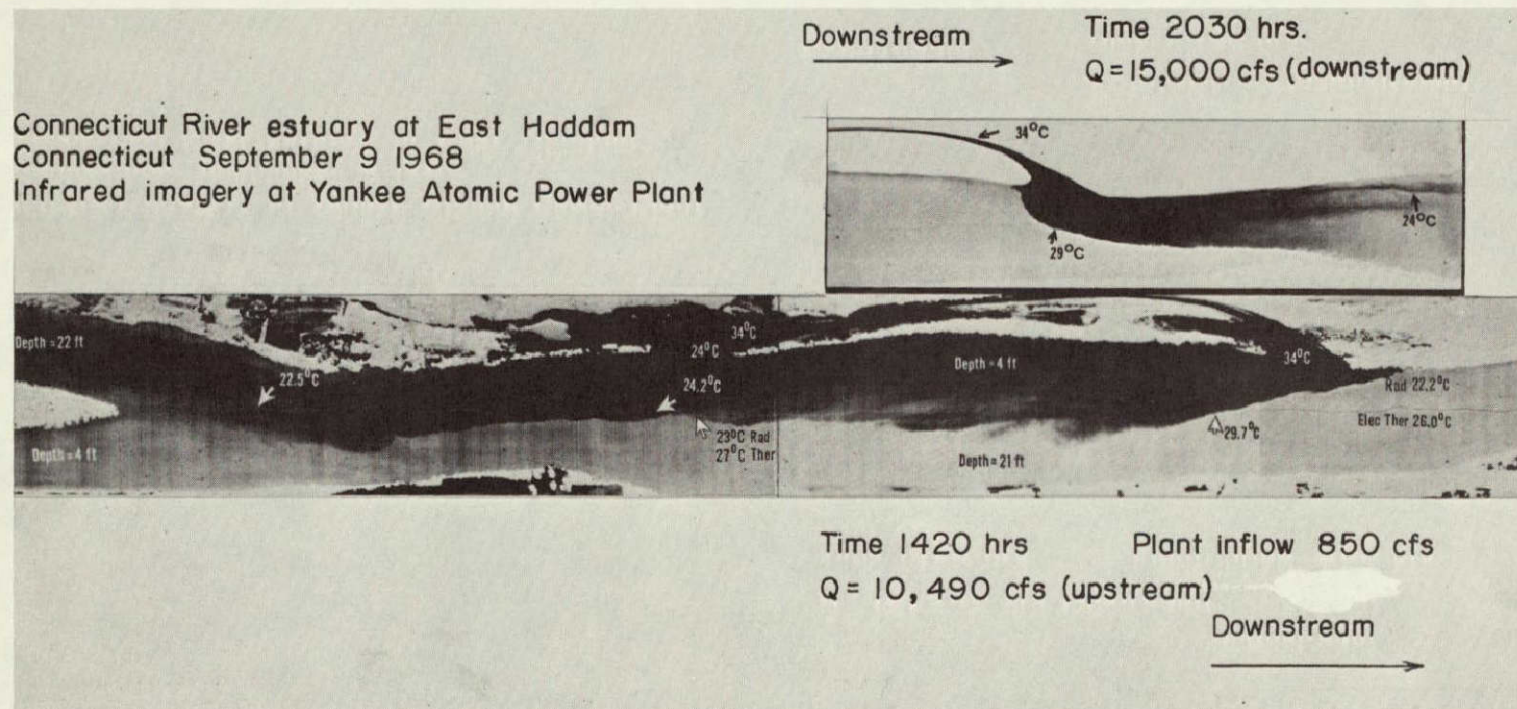 Downstream
Time 2030 hrs.
Q=15,000 cfs (downstream)
Connecticut River estuary at East Haddam
Connecticut September 9 1968
Infrared imagery at Yankee Atomic Power Plant
34°C
29°C
24°C
Depth = 22 ft
22.5°C
Depth = 4 ft
34°C
24°C
24.2°C
23°C Rad
27°C Ther
Depth = 4 ft
34°C
Rad 22.2°C
Elec Ther 26.0°C
29.7°C
Depth = 21 ft
Time 1420 hrs
Plant inflow 850 cfs
Q= 10,490 cfs (upstream)
Downstream